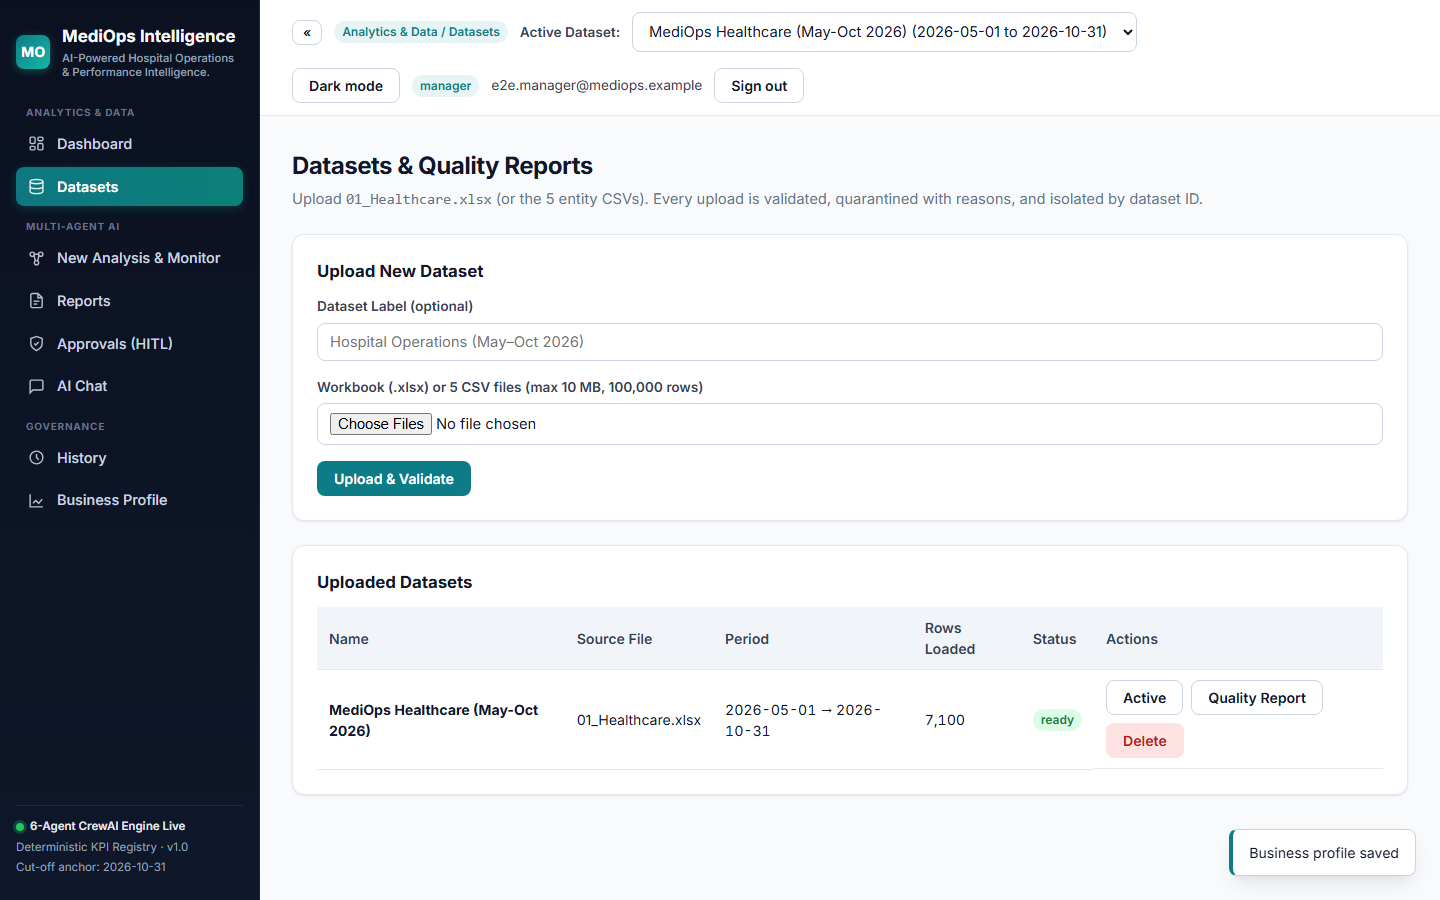 MO
MediOps Intelligence
AI-Powered Hospital Operations
& Performance Intelligence.
ANALYTICS & DATA
Dashboard
Datasets
MULTI-AGENT AI
New Analysis & Monitor
Reports
Approvals (HITL)
AI Chat
GOVERNANCE
History
Business Profile
6-Agent CrewAI Engine Live
Deterministic KPI Registry · v1.0
Cut-off anchor: 2026-10-31
«
Analytics & Data / Datasets
Active Dataset:
MediOps Healthcare (May-Oct 2026) (2026-05-01 to 2026-10-31)
Dark mode
manager
e2e.manager@mediops.example
Sign out
Datasets & Quality Reports
Upload 01_Healthcare.xlsx (or the 5 entity CSVs). Every upload is validated, quarantined with reasons, and isolated by dataset ID.
Upload New Dataset
Dataset Label (optional)
Hospital Operations (May–Oct 2026)
Workbook (.xlsx) or 5 CSV files (max 10 MB, 100,000 rows)
Choose Files No file chosen
Upload & Validate
Uploaded Datasets
Name
Source File
Period
Rows
Loaded
Status
Actions
MediOps Healthcare (May-Oct
2026)
01_Healthcare.xlsx
2026-05-01 → 2026-
10-31
7,100
ready
Active
Quality Report
Delete
Business profile saved